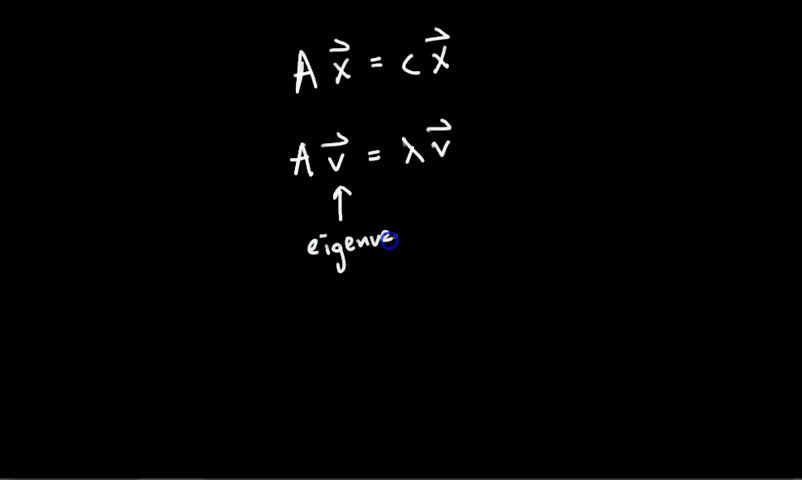 A x⃗ = c x⃗
A v⃗ = λ v⃗
↑
eigenve